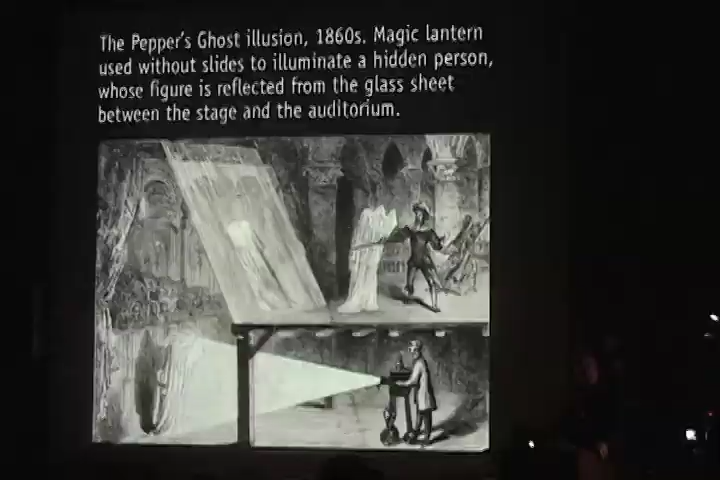 The Pepper's Ghost illusion, 1860s. Magic lantern
used without slides to illuminate a hidden person,
whose figure is reflected from the glass sheet
between the stage and the auditorium.